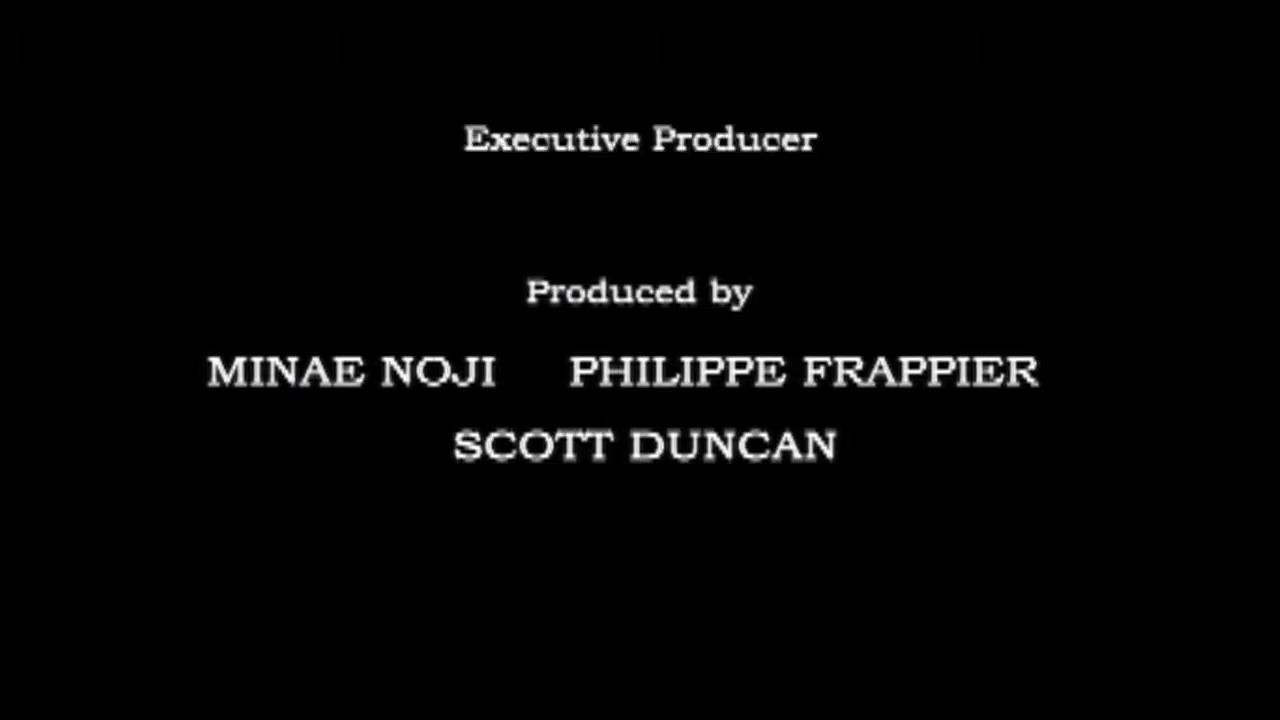 Executive Producer
Produced by
MINAE NOJI PHILIPPE FRAPPIER
SCOTT DUNCAN